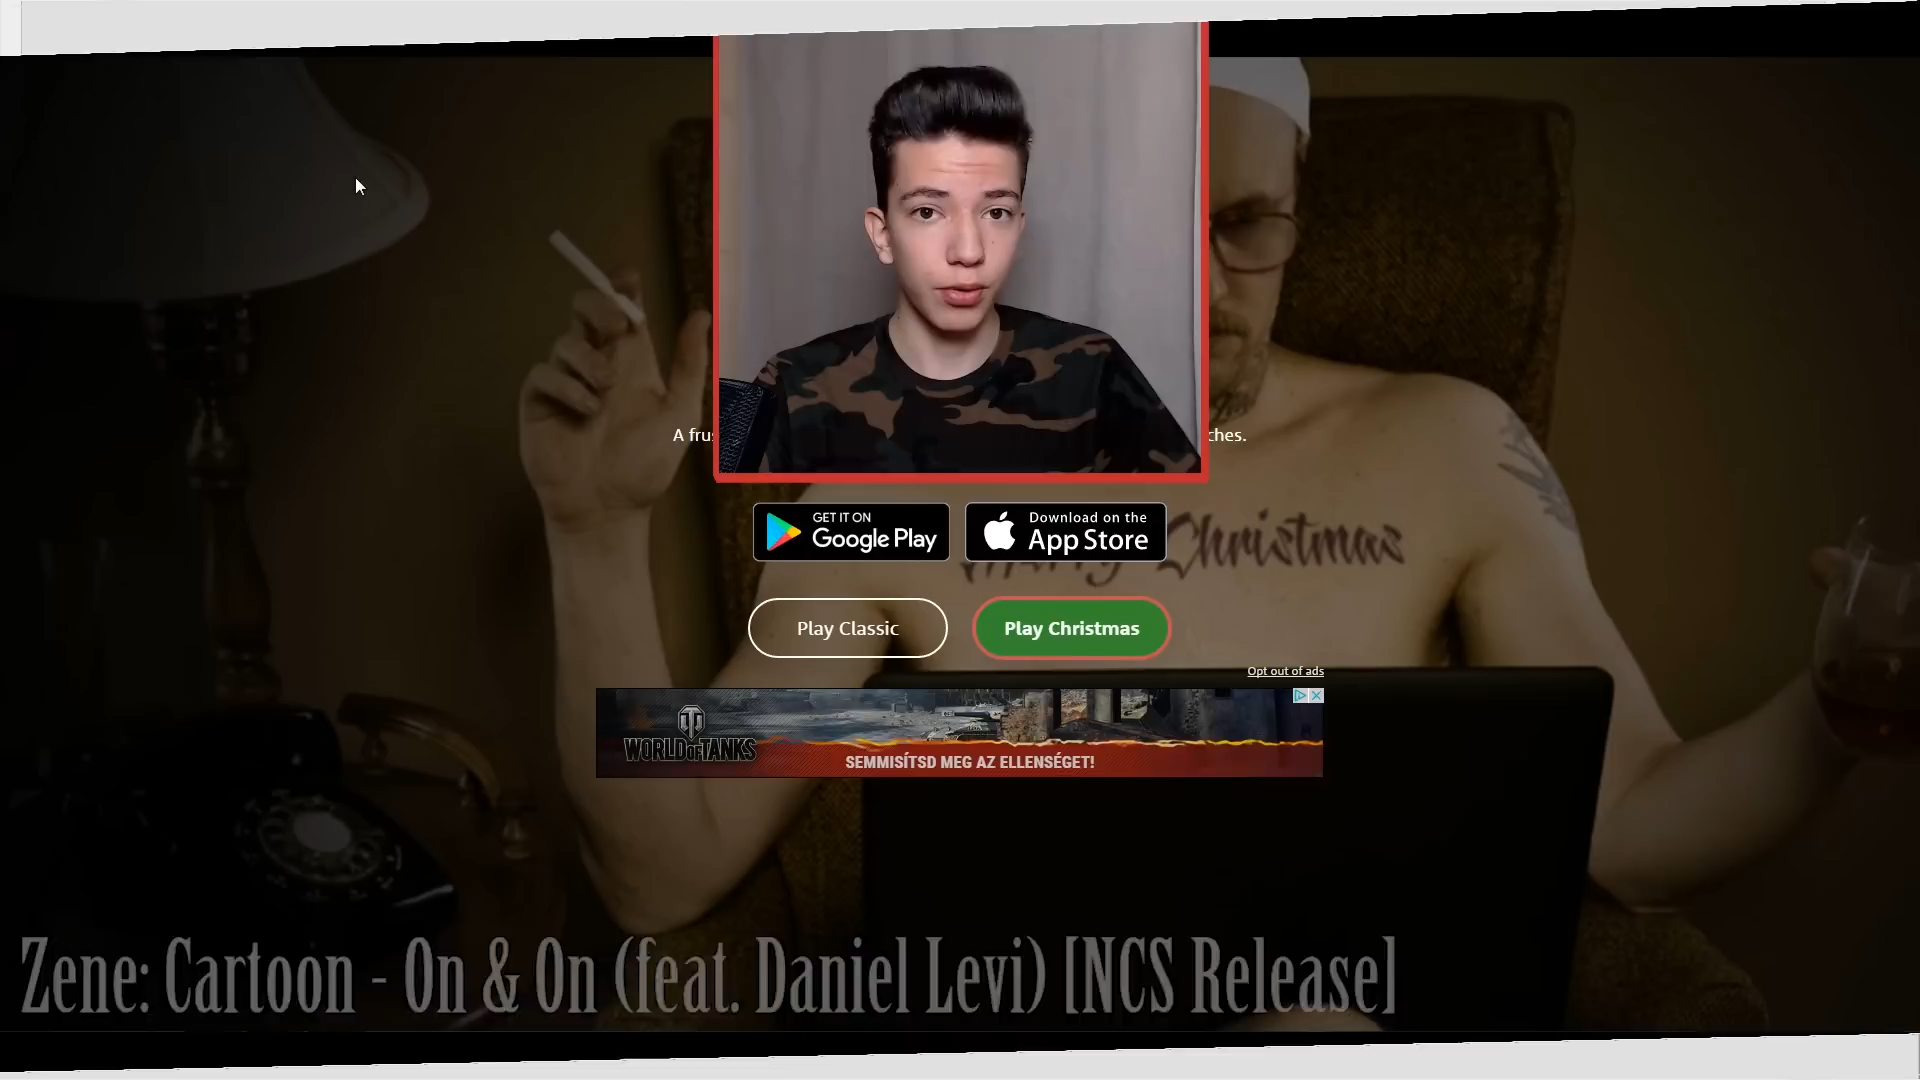 A fru
ches.
GET IT ON
Google Play
Download on the
App Store
Merry Christmas
Play Classic
Play Christmas
Opt out of ads
WORLD OF TANKS
SEMMISÍTSD MEG AZ ELLENSÉGET!
Zene: Cartoon - On & On (feat. Daniel Levi) [NCS Release]